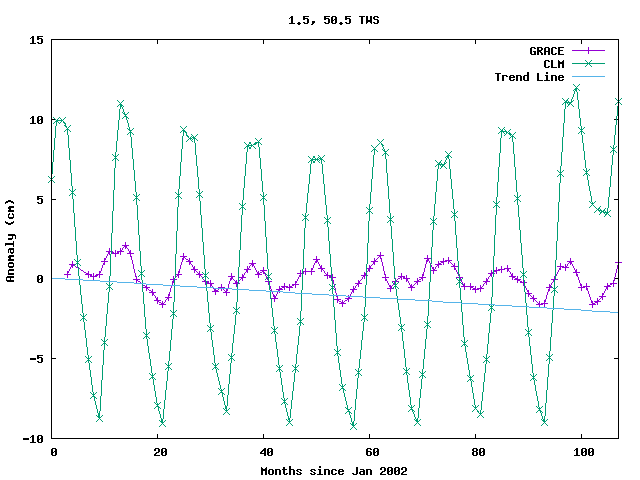 1.5, 50.5 TWS
GRACE
CLM
Trend Line
15
10
5
0
-5
-10
Anomaly (cm)
0 20 40 60 80 100
Months since Jan 2002